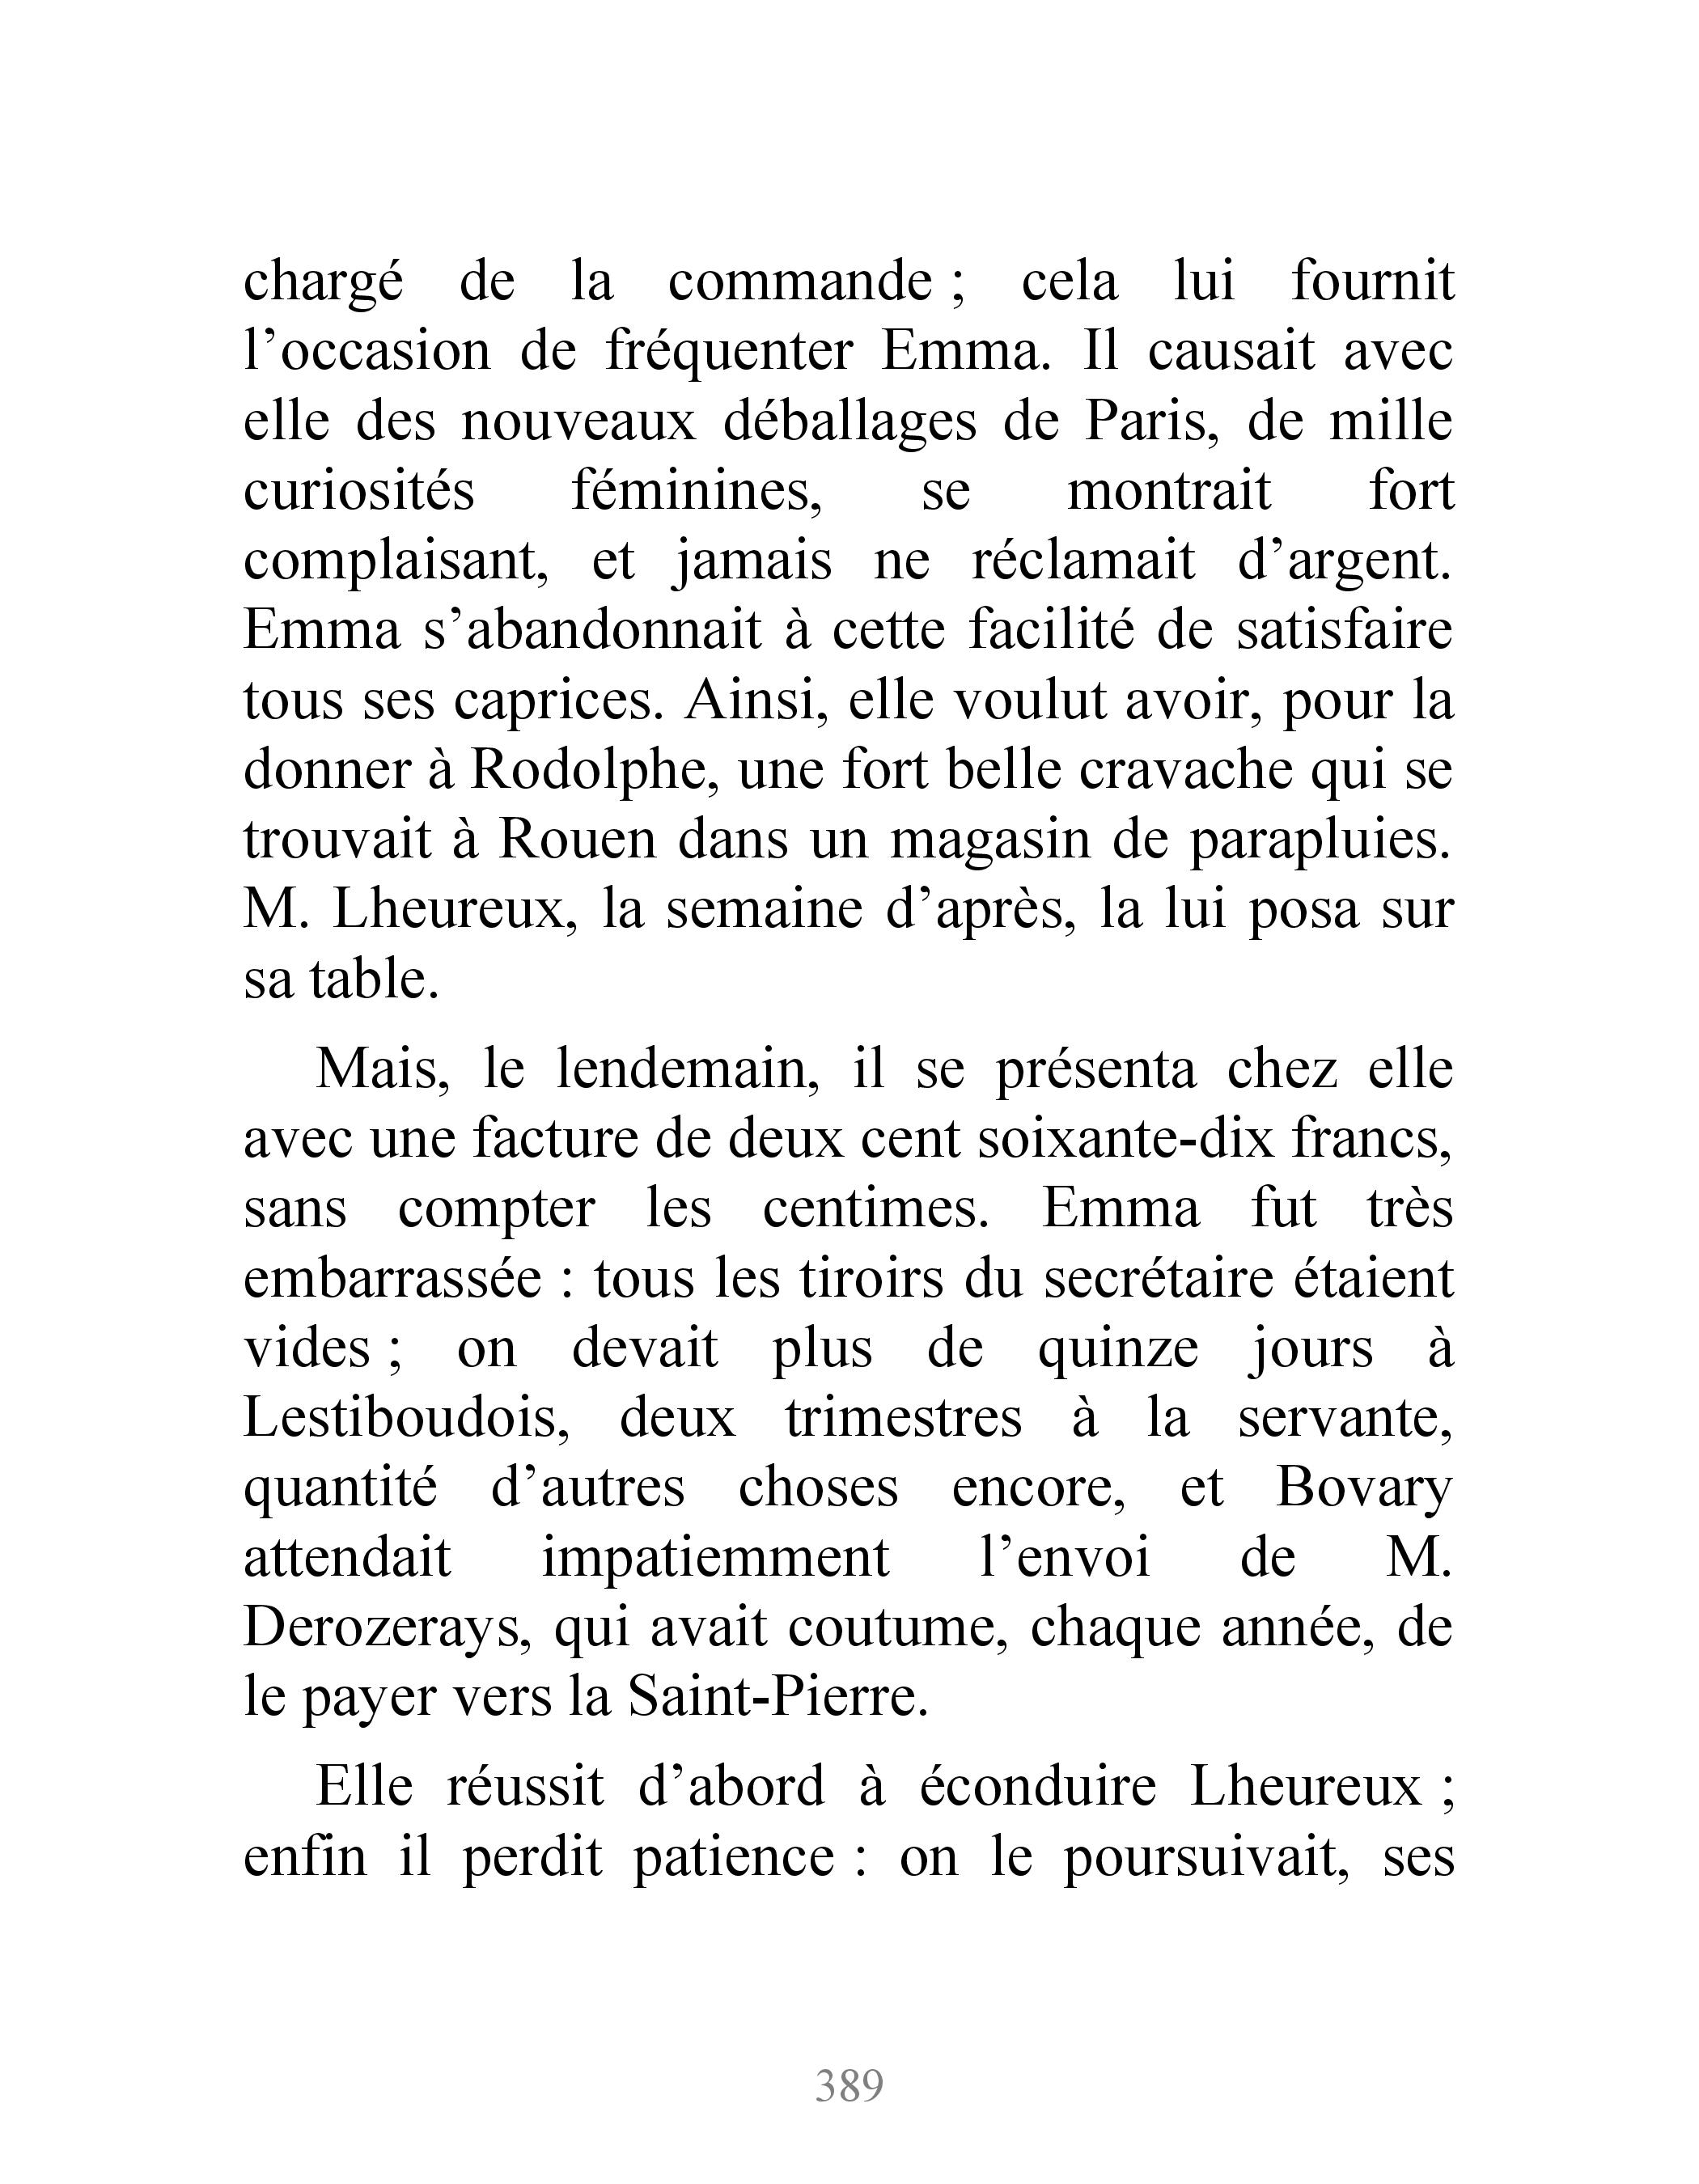 chargé de la commande ; cela lui fournit
l’occasion de fréquenter Emma. Il causait avec
elle des nouveaux déballages de Paris, de mille
curiosités féminines, se montrait fort
complaisant, et jamais ne réclamait d’argent.
Emma s’abandonnait à cette facilité de satisfaire
tous ses caprices. Ainsi, elle voulut avoir, pour la
donner à Rodolphe, une fort belle cravache qui se
trouvait à Rouen dans un magasin de parapluies.
M. Lheureux, la semaine d’après, la lui posa sur
sa table.
Mais, le lendemain, il se présenta chez elle
avec une facture de deux cent soixante-dix francs,
sans compter les centimes. Emma fut très
embarrassée : tous les tiroirs du secrétaire étaient
vides ; on devait plus de quinze jours à
Lestiboudois, deux trimestres à la servante,
quantité d’autres choses encore, et Bovary
attendait impatiemment l’envoi de M.
Derozerays, qui avait coutume, chaque année, de
le payer vers la Saint-Pierre.
Elle réussit d’abord à éconduire Lheureux ;
enfin il perdit patience : on le poursuivait, ses
389